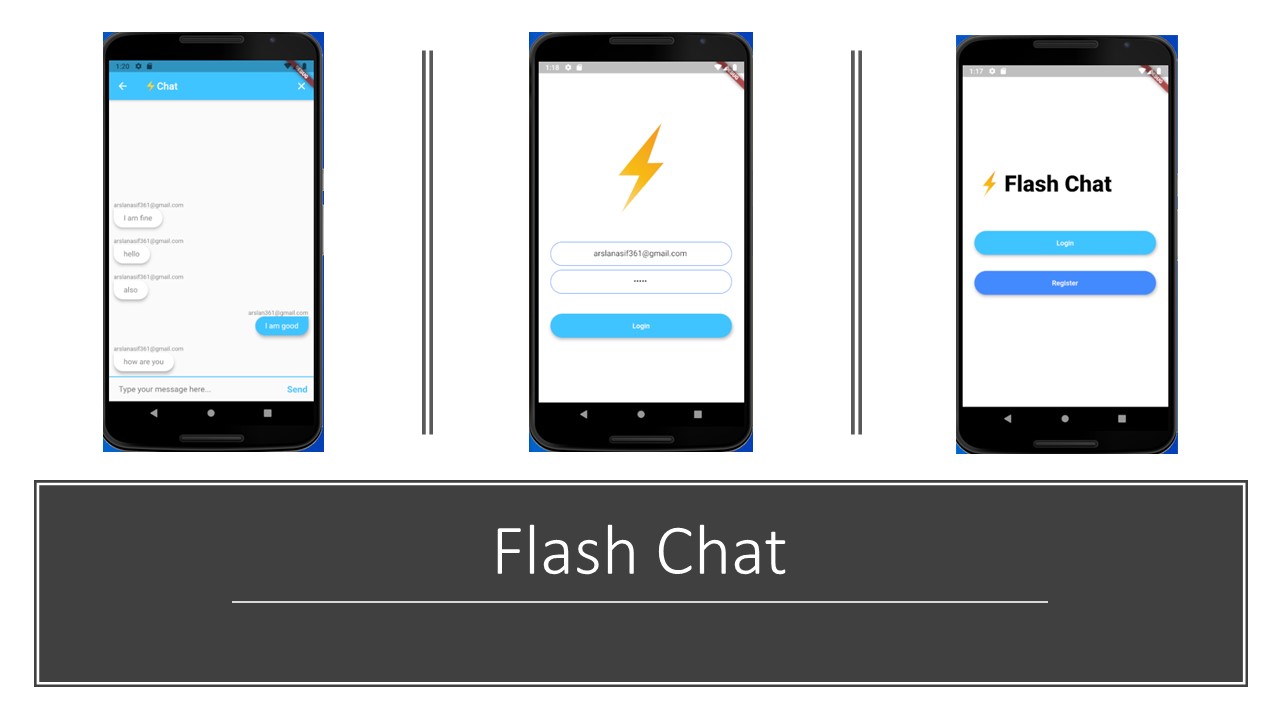 1:20
Chat
arslanasif361@gmail.com
I am fine
arslanasif361@gmail.com
hello
arslanasif361@gmail.com
also
arslan361@gmail.com
I am good
arslanasif361@gmail.com
how are you
Type your message here...
Send
1:18
arslanasif361@gmail.com
•••••
Login
1:17
Flash Chat
Login
Register
Flash Chat